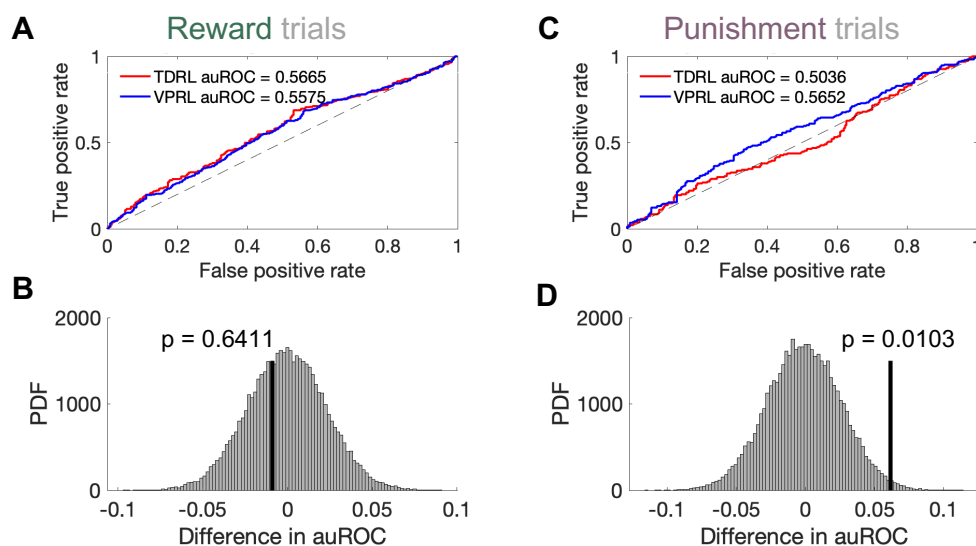 A
Reward trials
TDRL auROC = 0.5665
VPRL auROC = 0.5575
True positive rate
1
0.5
0
0 0.2 0.4 0.6 0.8 1
False positive rate
C
Punishment trials
TDRL auROC = 0.5036
VPRL auROC = 0.5652
True positive rate
1
0.5
0
0 0.2 0.4 0.6 0.8 1
False positive rate
B
p = 0.6411
PDF
2000
1000
0
-0.1 -0.05 0 0.05 0.1
Difference in auROC
D
p = 0.0103
PDF
2000
1000
0
-0.1 -0.05 0 0.05 0.1
Difference in auROC